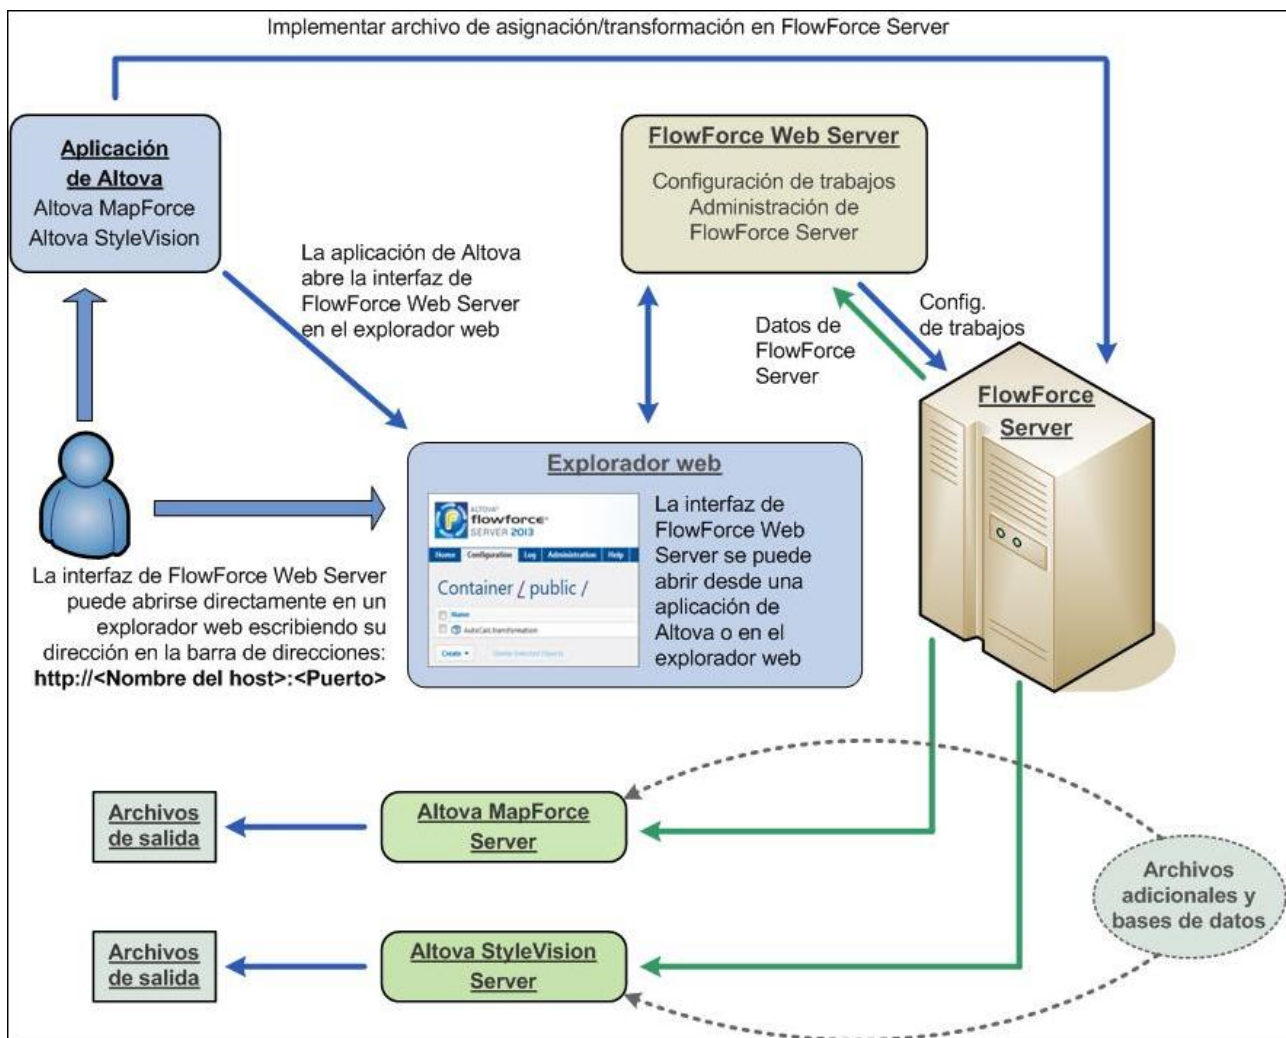 Implementar archivo de asignación/transformación en FlowForce Server
Aplicación
de Altova
Altova MapForce
Altova StyleVision
FlowForce Web Server
Configuración de trabajos
Administración de
FlowForce Server
La aplicación de Altova
abre la interfaz de
FlowForce Web Server
en el explorador web
Config.
de trabajos
Datos de
FlowForce
Server
FlowForce
Server
Explorador web
ALTOVA®
flowforce®
SERVER 2013
Home Configuration Log Administration Help
Container / public /
Name
AutoCalc.transformation
Create
Delete Selected Objects
La interfaz de
FlowForce Web
Server se puede
abrir desde una
aplicación de
Altova o en el
explorador web
La interfaz de FlowForce Web Server
puede abrirse directamente en un
explorador web escribiendo su
dirección en la barra de direcciones:
http://<Nombre del host>:<Puerto>
Archivos
de salida
Altova MapForce
Server
Archivos
adicionales y
bases de datos
Archivos
de salida
Altova StyleVision
Server